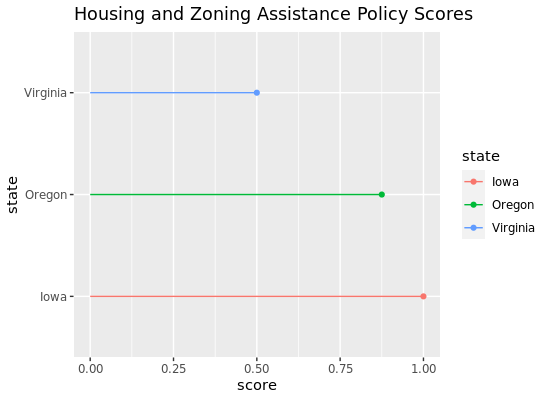 Housing and Zoning Assistance Policy Scores
state
Virginia
Oregon
Iowa
0.00 0.25 0.50 0.75 1.00
score
state
Iowa
Oregon
Virginia